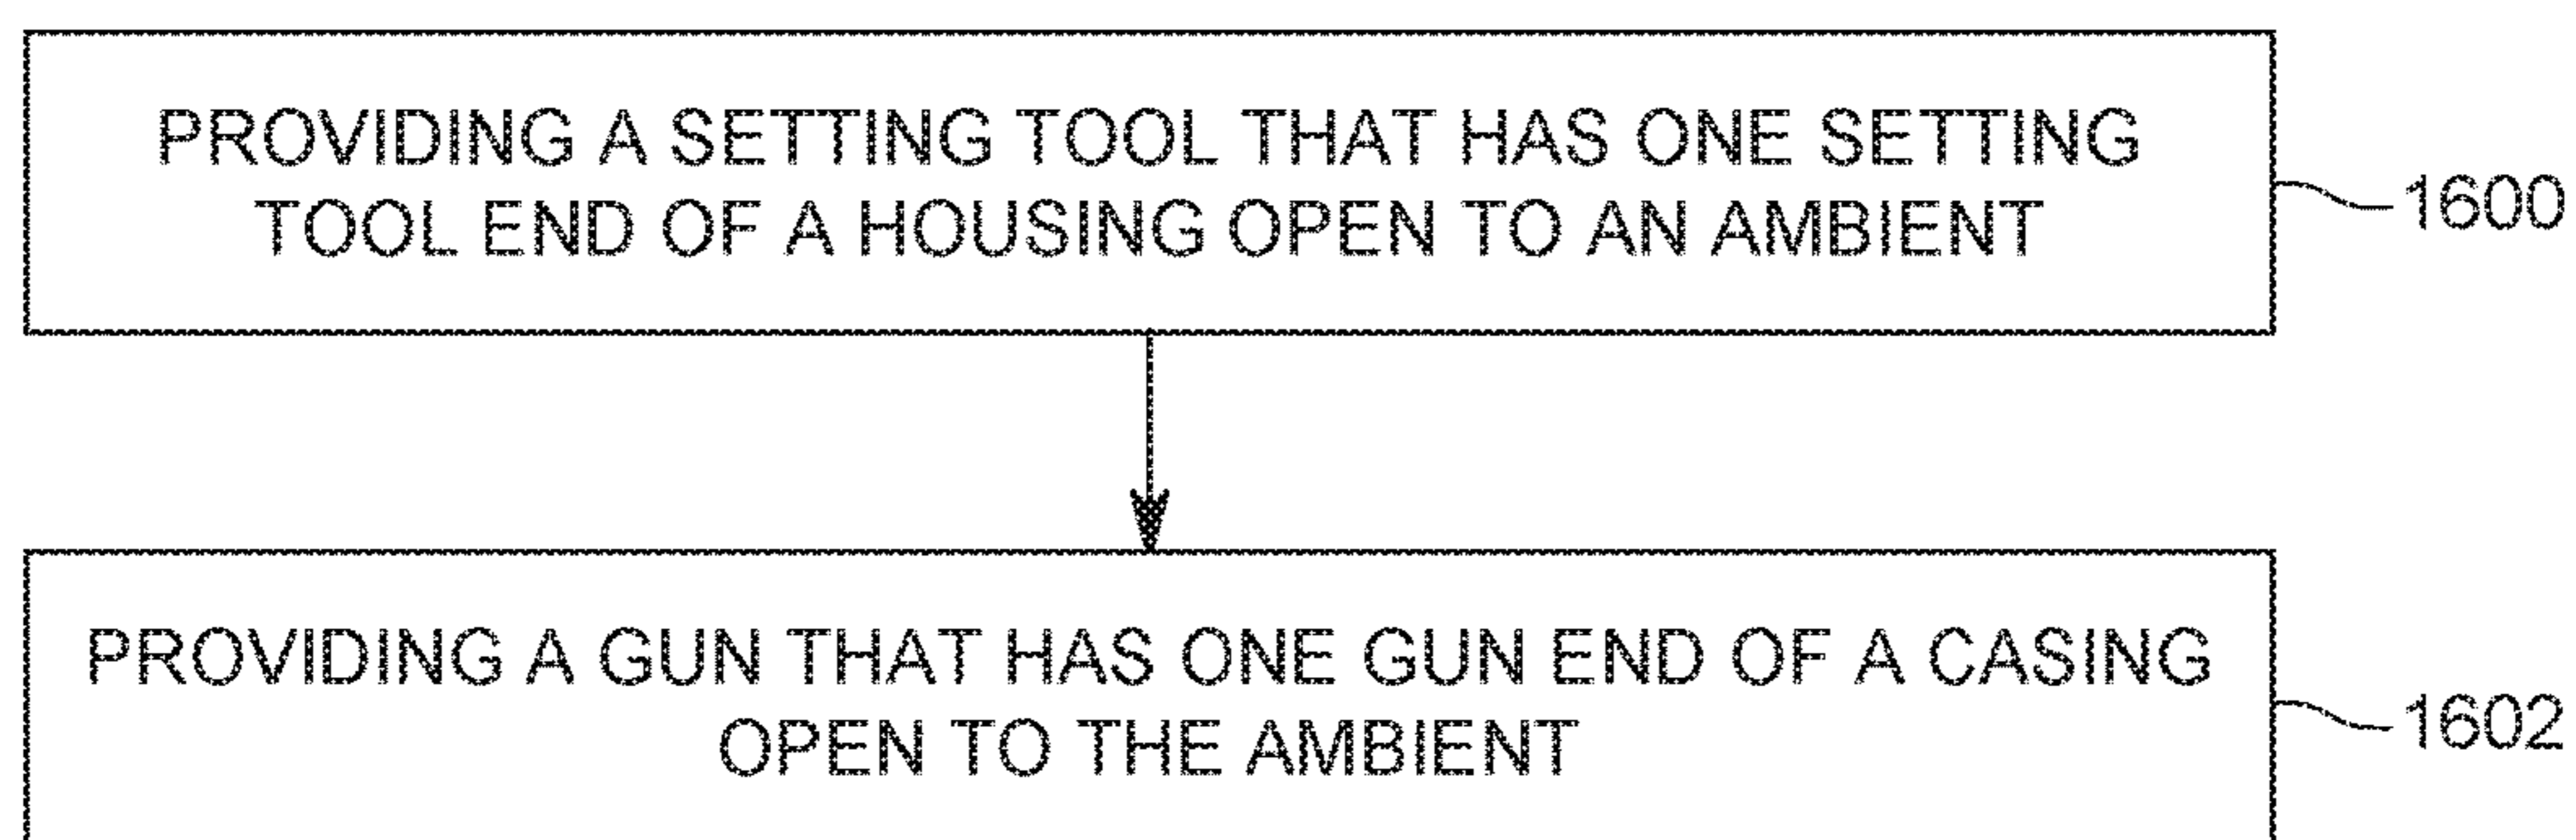 PROVIDING A SETTING TOOL THAT HAS ONE SETTING
TOOL END OF A HOUSING OPEN TO AN AMBIENT
1600
PROVIDING A GUN THAT HAS ONE GUN END OF A CASING
OPEN TO THE AMBIENT
1602